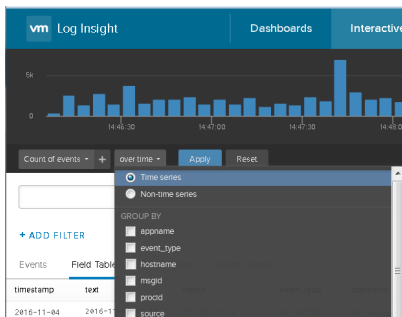 vm Log Insight Dashboards Interactive
5k
0
14:46:30 14:47:00 14:47:30 14:48:0
Count of events + over time Apply Reset
Time series
Non-time series
GROUP BY
appname
+ ADD FILTER
event_type
Events Field Table
hostname
msgid
timestamp text
procid
2016-11-04 2016-11
source